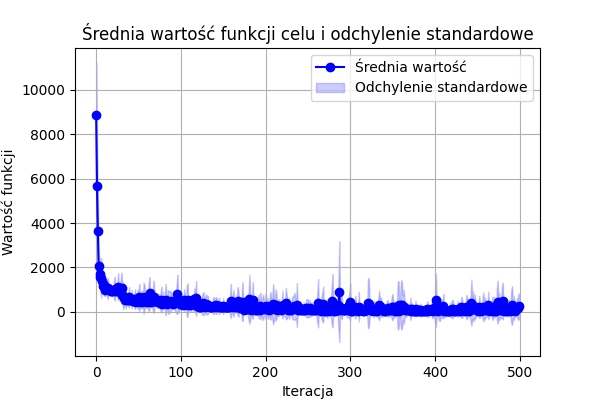 Średnia wartość funkcji celu i odchylenie standardowe
Średnia wartość
Odchylenie standardowe
Wartość funkcji
10000
8000
6000
4000
2000
0
0 100 200 300 400 500
Iteracja